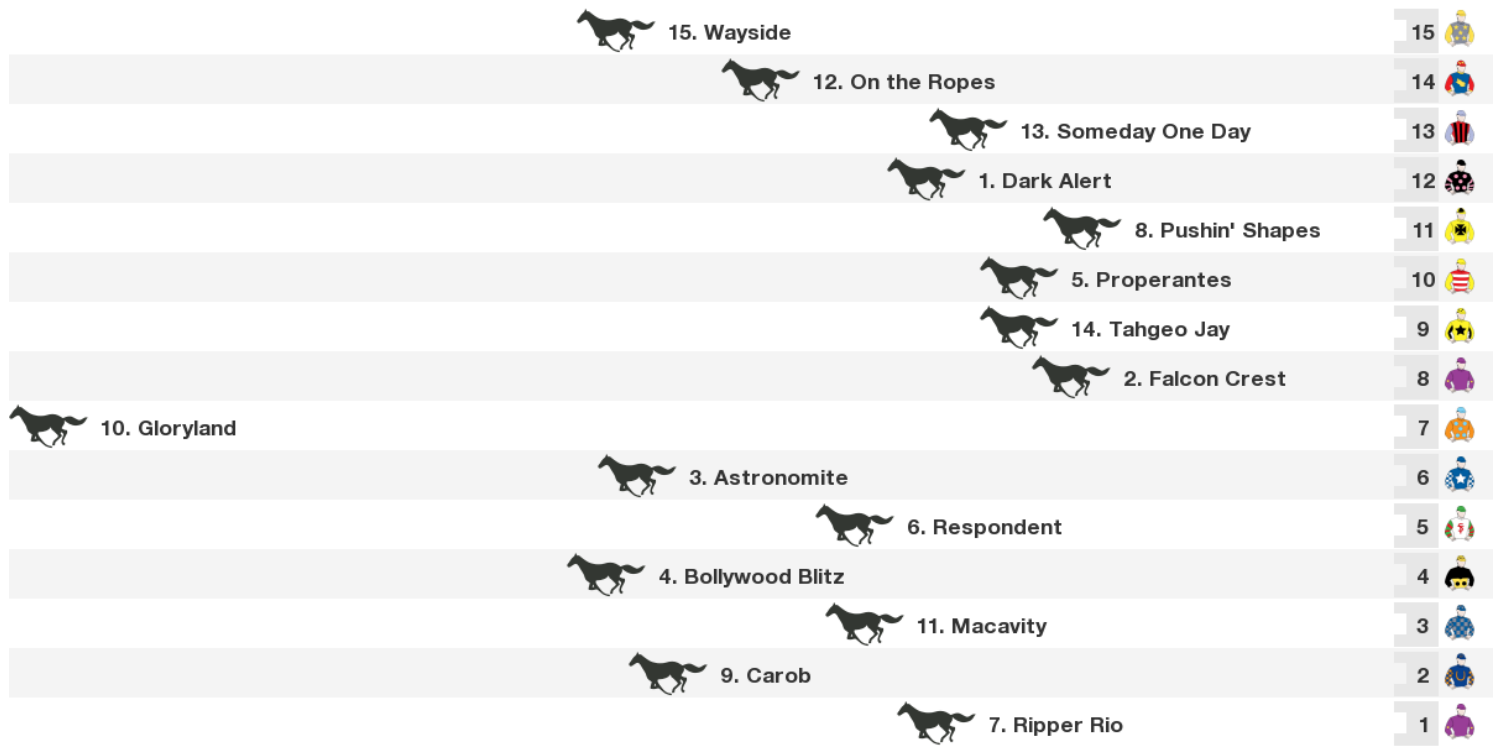 15. Wayside 15
12. On the Ropes 14
13. Someday One Day 13
1. Dark Alert 12
8. Pushin' Shapes 11
5. Properantes 10
14. Tahgeo Jay 9
2. Falcon Crest 8
10. Gloryland 7
3. Astronomite 6
6. Respondent 5
4. Bollywood Blitz 4
11. Macavity 3
9. Carob 2
7. Ripper Rio 1